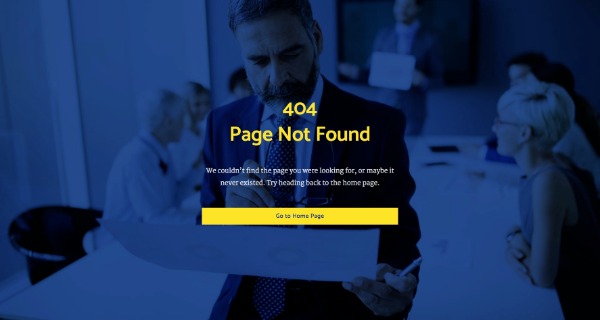 404
Page Not Found
We couldn't find the page you were looking for, or maybe it
never existed. Try heading back to the home page.
Go to Home Page